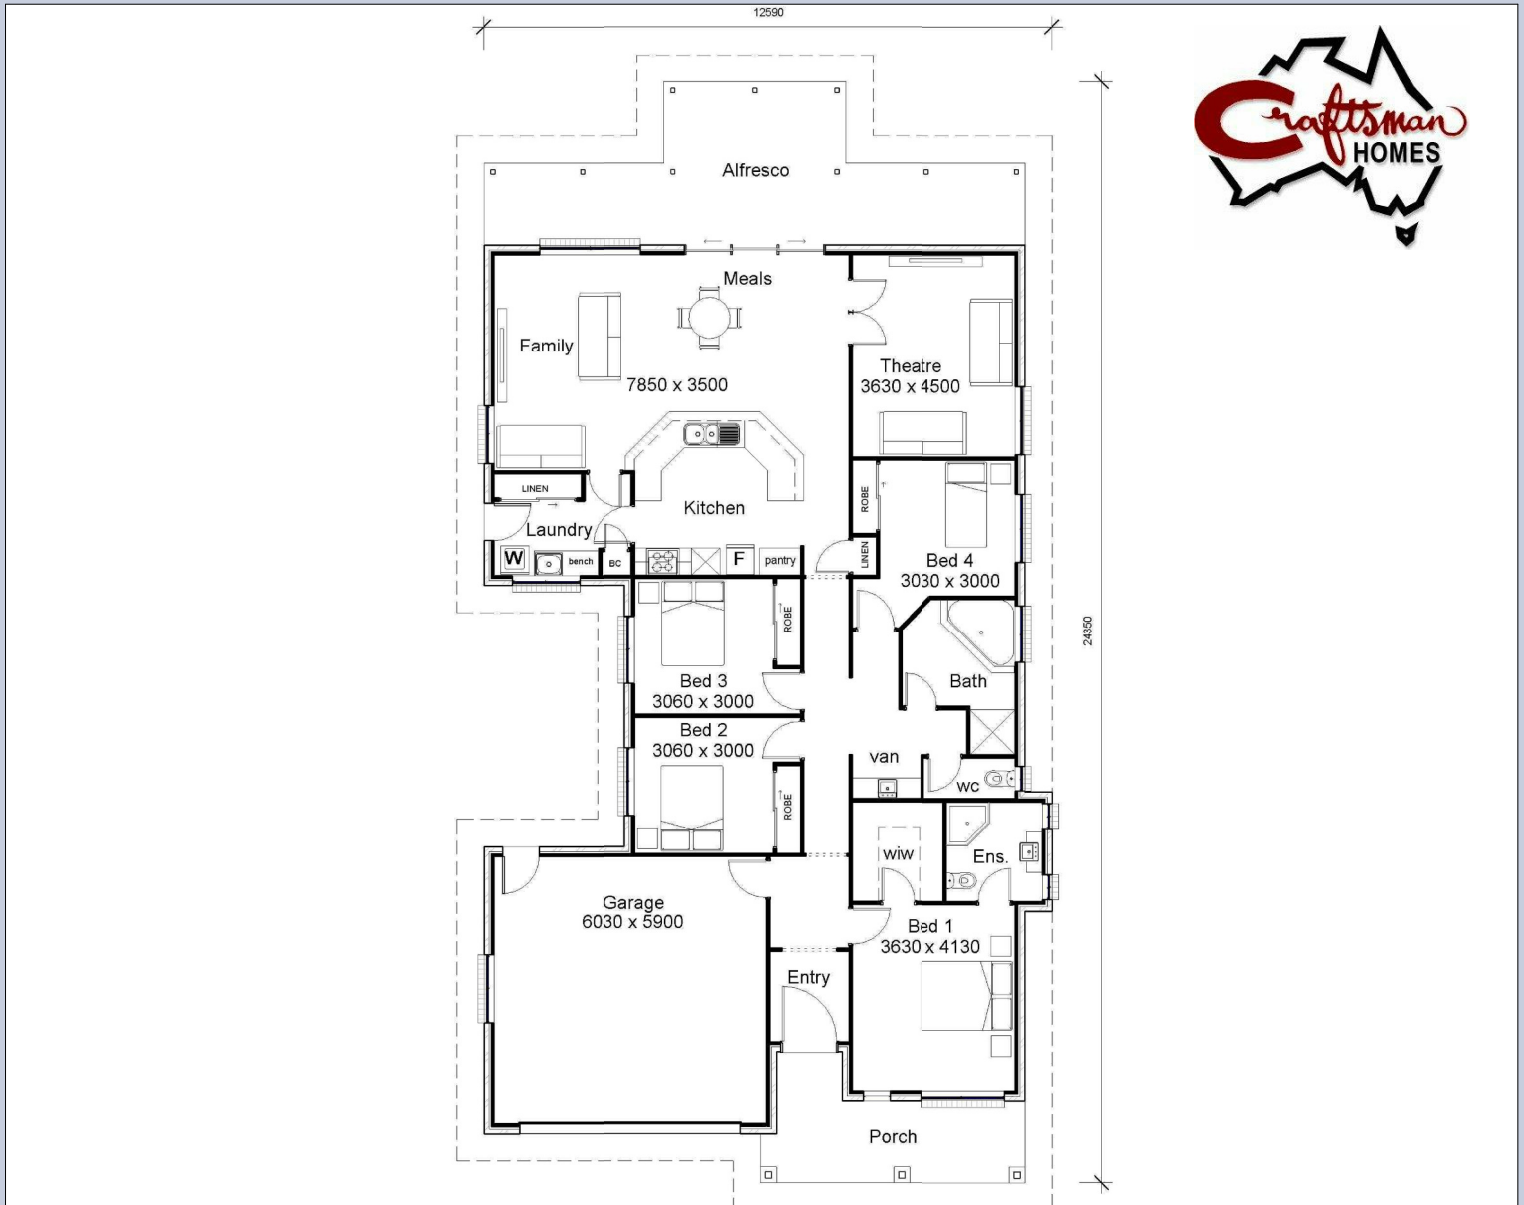 12590
Craftsman
HOMES
Alfresco
Meals
Family
7850 x 3500
Theatre
3630 x 4500
LINEN
Laundry
W
bench
BC
Kitchen
F
pantry
ROBE
LINEN
Bed 4
3030 x 3000
24350
ROBE
Bed 3
3060 x 3000
Bath
Bed 2
3060 x 3000
ROBE
van
wc
wiw
Ens.
Garage
6030 x 5900
Bed 1
3630 x 4130
Entry
Porch